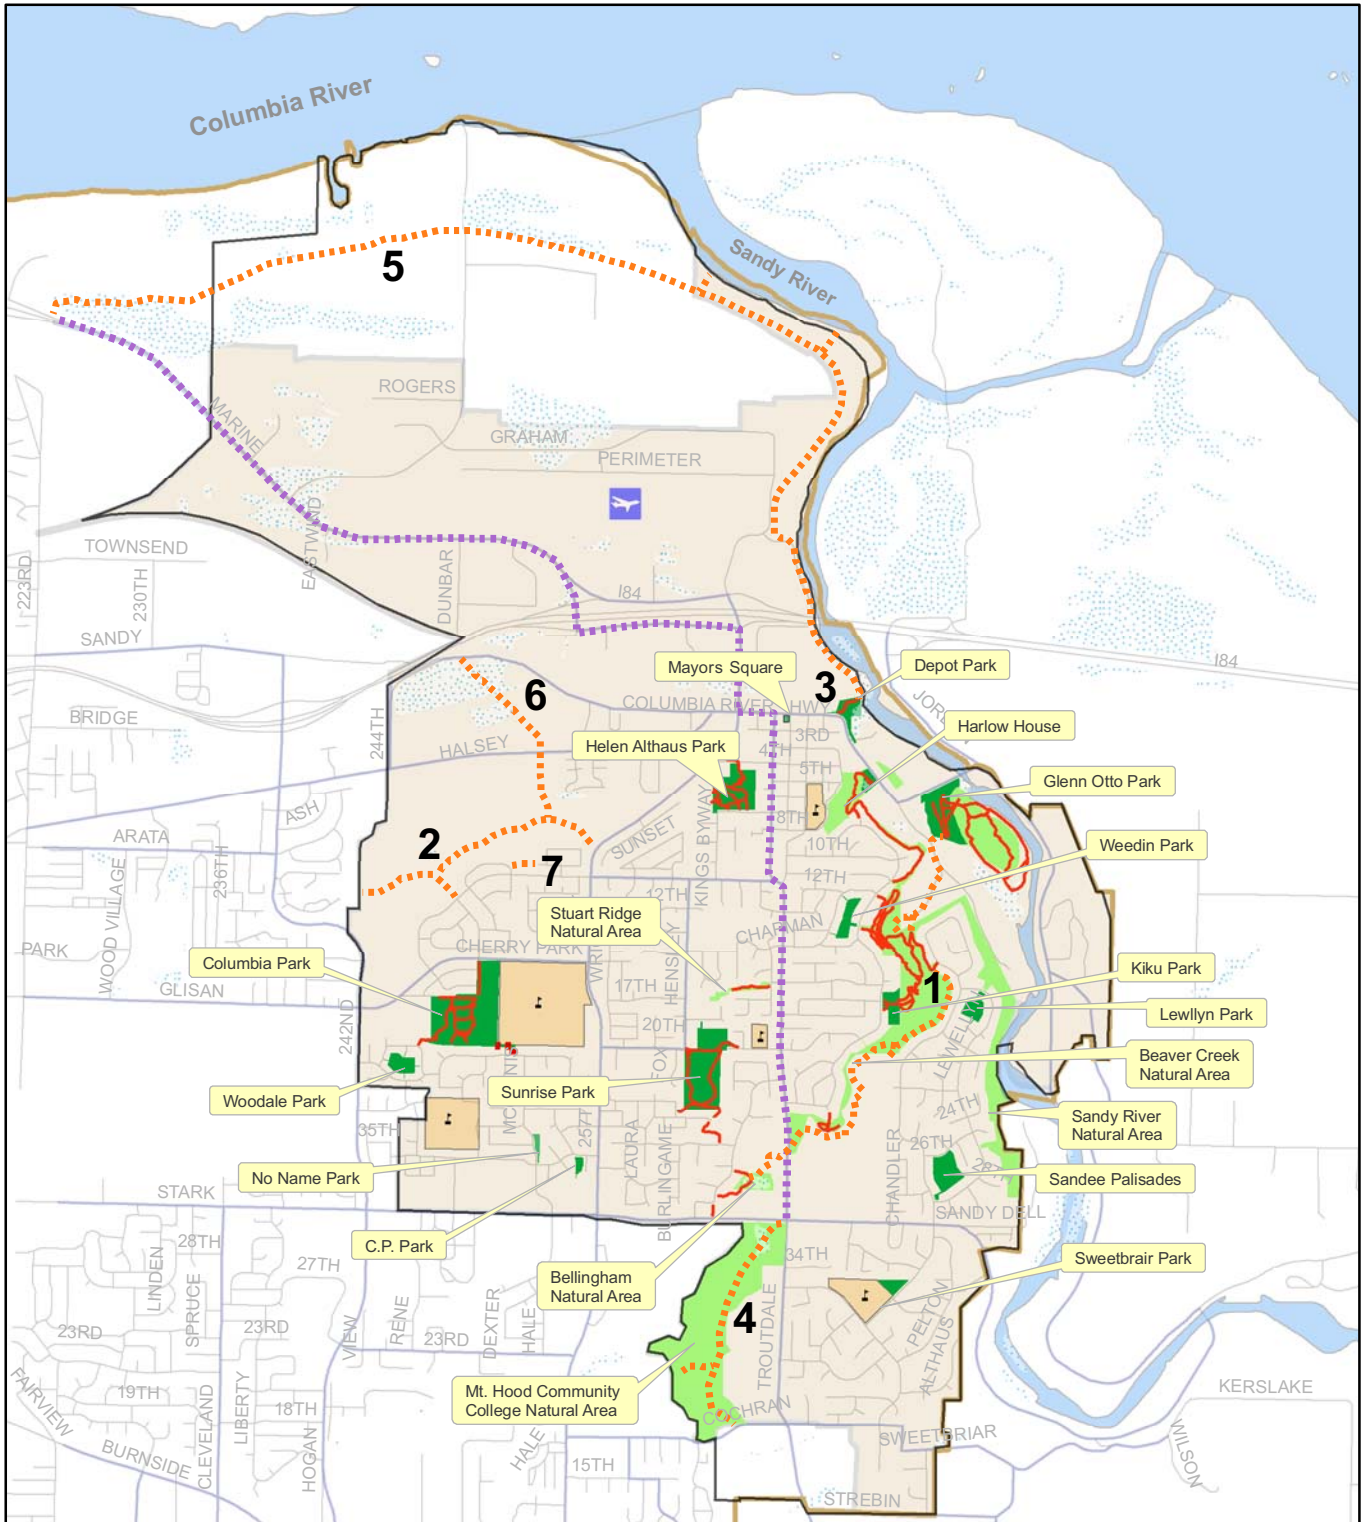 Columbia River
Sandy River
5
ROGERS
MARINE
GRAHAM
PERIMETER
EASTWIND
TOWNSEND
223RD
230TH
DUNBAR
I84
SANDY
I84
Mayors Square
Depot Park
3
6
COLUMBIA RIVER HWY
BRIDGE
244TH
3RD
Harlow House
HALSEY
Helen Althaus Park
4TH
5TH
Glenn Otto Park
ASH
KINGS BYWAY
8TH
ARATA
2
SUNSET
10TH
Weedin Park
236TH
7
12TH
WOOD VILLAGE
12TH
Stuart Ridge
Natural Area
CHAPMAN
PARK
CHERRY PARK
Columbia Park
Kiku Park
GLISAN
17TH
HENSLEY
1
Lewllyn Park
242ND
20TH
FOX
Beaver Creek
Natural Area
Woodale Park
Sunrise Park
24TH
Sandy River
Natural Area
35TH
LAURA
BURLINGAME
CHANDLER
26TH
No Name Park
Sandee Palisades
STARK
SANDY DELL
C.P. Park
28TH
34TH
27TH
Bellingham
Natural Area
Sweetbrair Park
LINDEN
SPRUCE
VIEW
RENE
DEXTER
HALE
4
TROUTDALE
PELTOM
ALTHAUS
23RD
23RD
23RD
FAIRVIEW
19TH
CLEVELAND
LIBERTY
18TH
HOGAN
Mt. Hood Community
College Natural Area
COCHRAN
KERSLAKE
BURNSIDE
HALE
SWEETBRIAR
WILSON
15TH
STREBIN